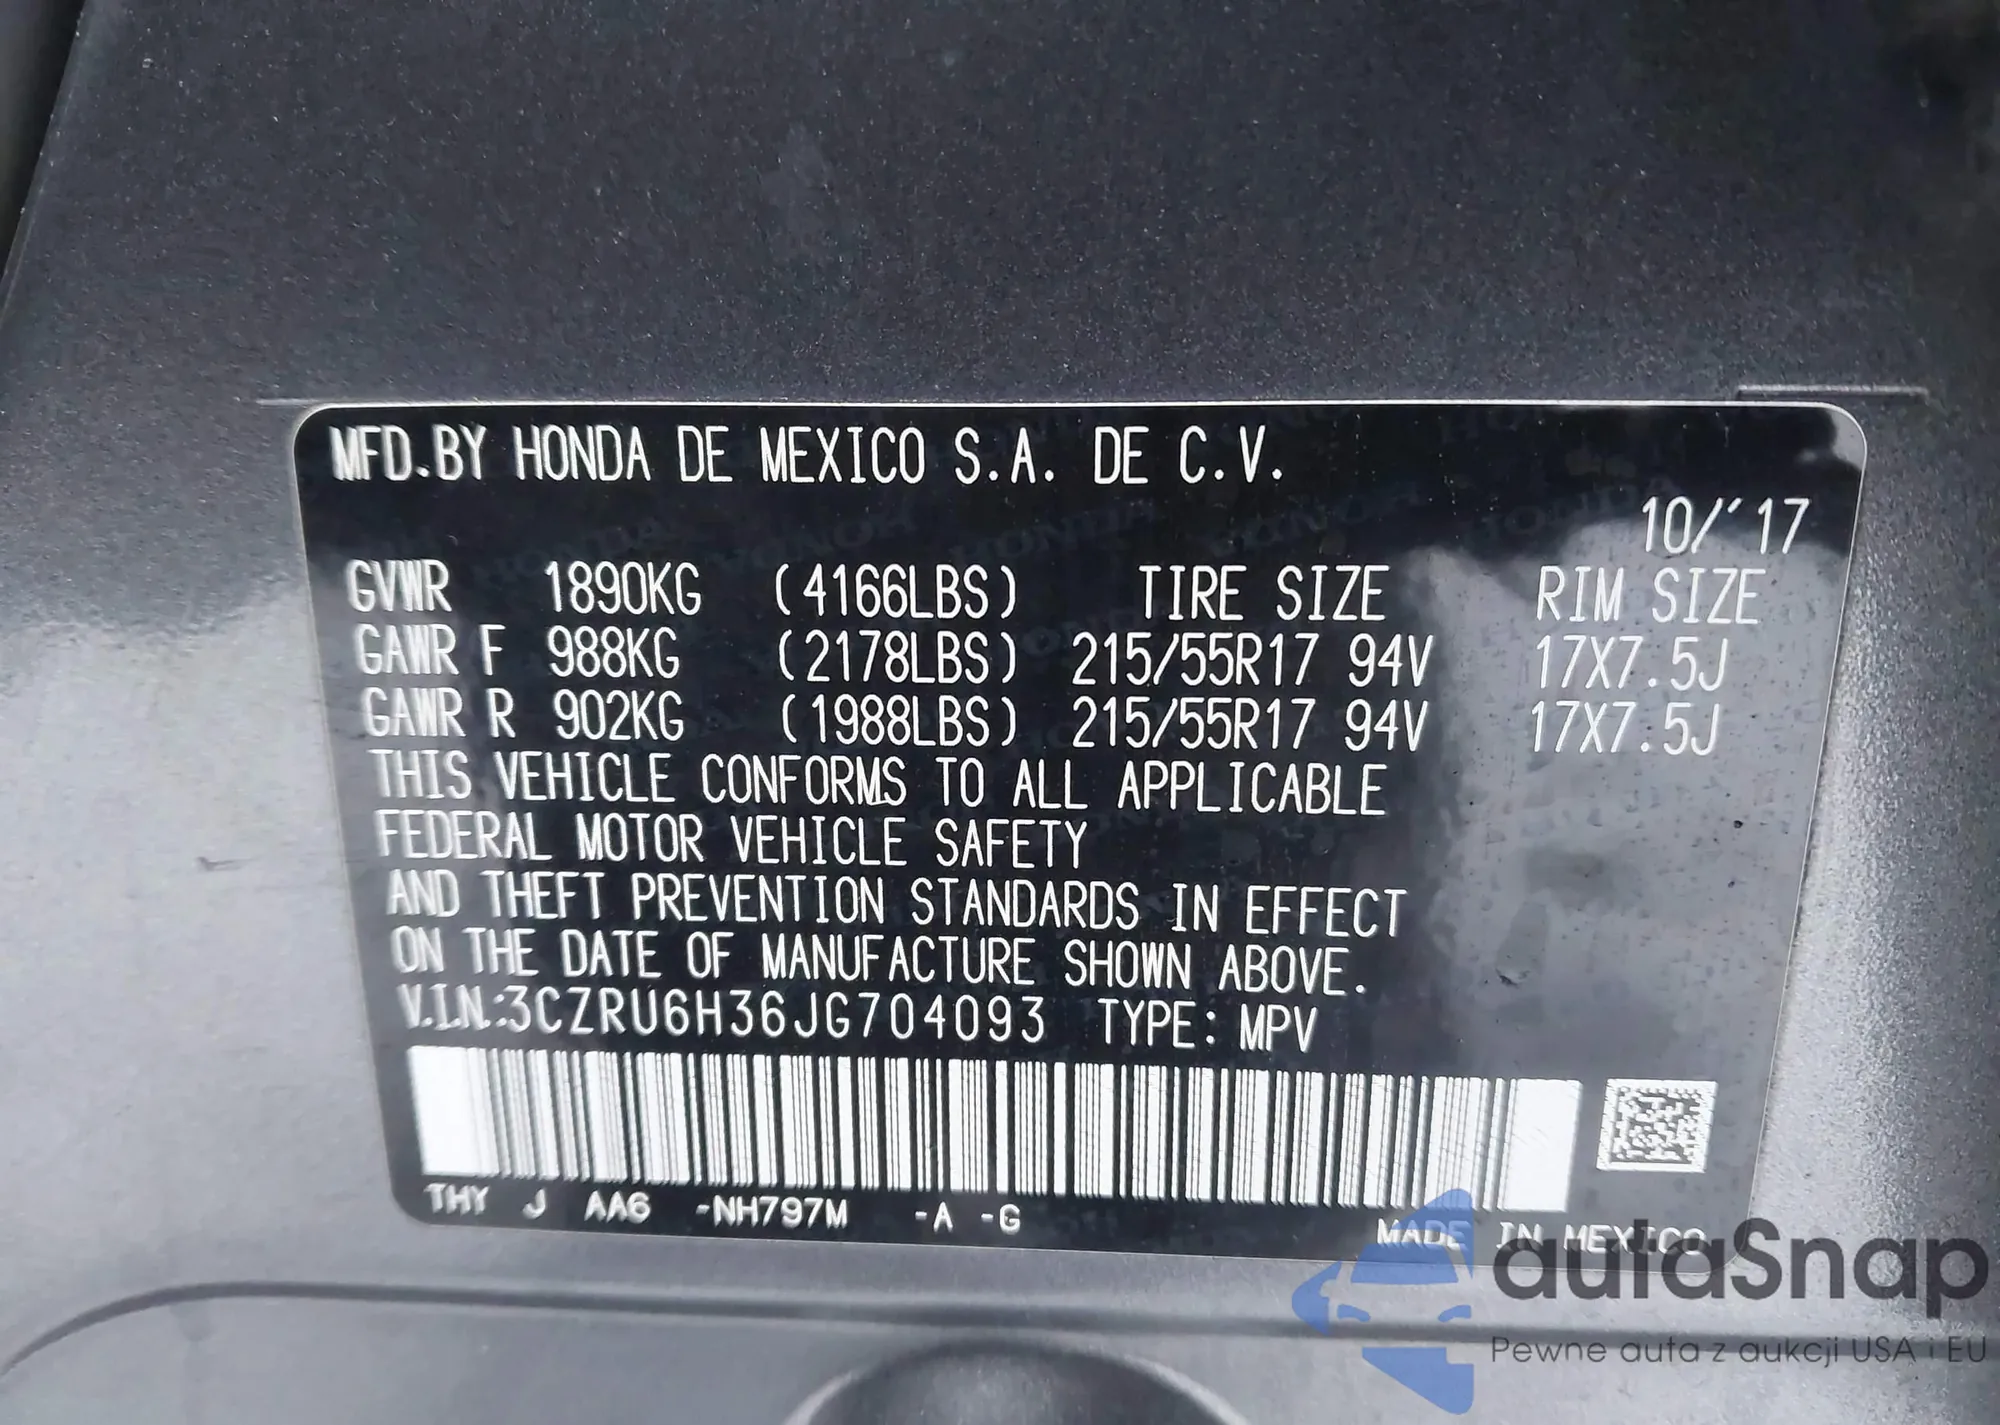 MFD.BY HONDA DE MEXICO S.A. DE C.V.
10/'17
GVWR 1890KG (4166LBS) TIRE SIZE RIM SIZE
GAWR F 988KG (2178LBS) 215/55R17 94V 17X7.5J
GAWR R 902KG (1988LBS) 215/55R17 94V 17X7.5J
THIS VEHICLE CONFORMS TO ALL APPLICABLE
FEDERAL MOTOR VEHICLE SAFETY
AND THEFT PREVENTION STANDARDS IN EFFECT
ON THE DATE OF MANUFACTURE SHOWN ABOVE.
V.I.N.:3CZRU6H36JG704093 TYPE: MPV
THY J AA6 -NH797M -A -G
MADE IN MEXICO
autaSnap
Pewne auta z aukcji USA i EU